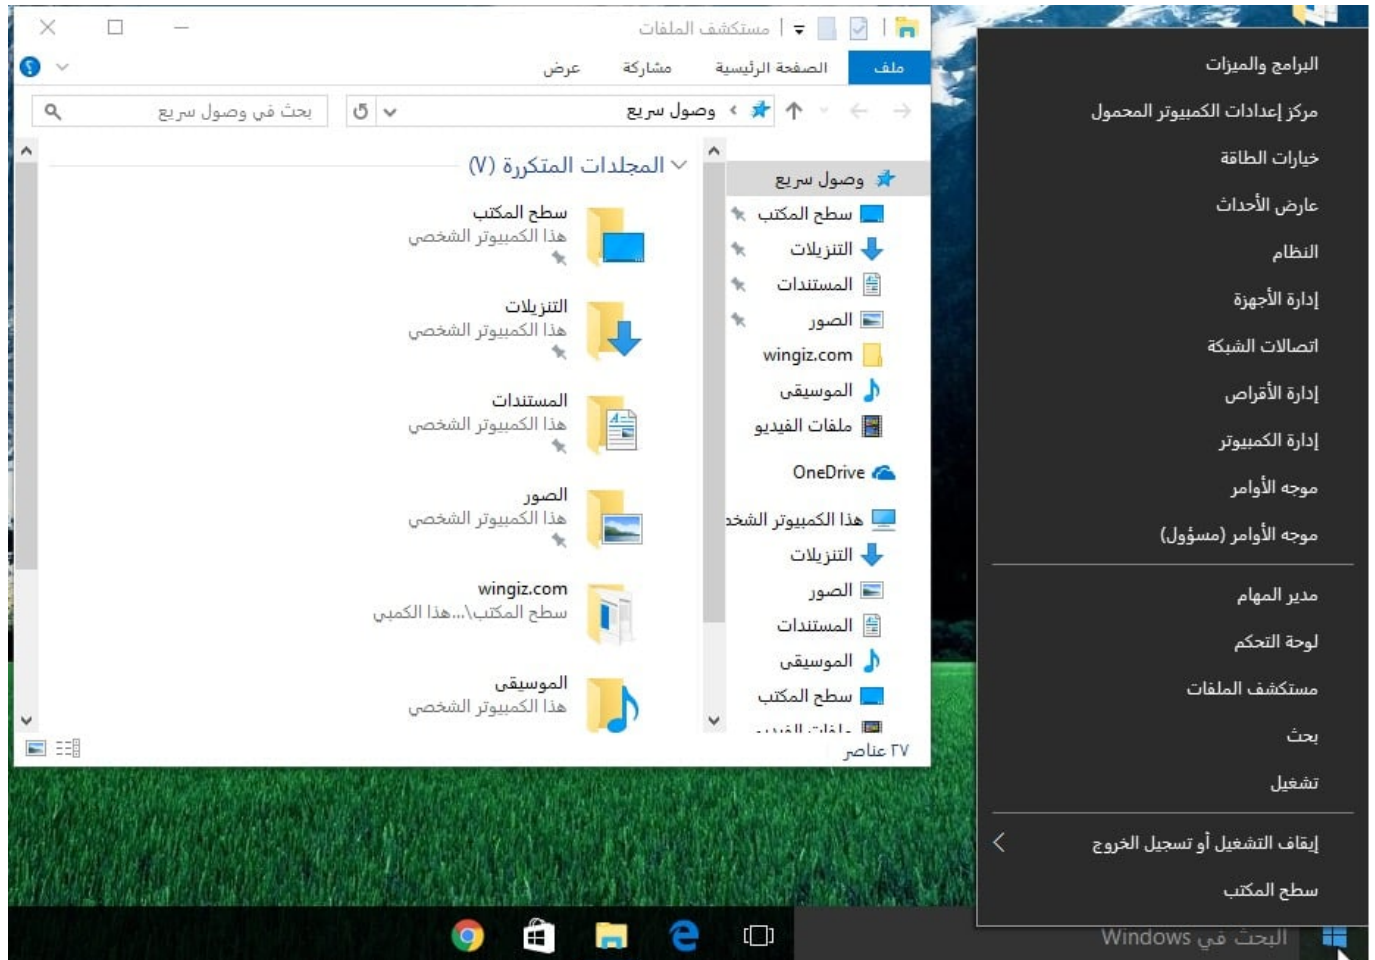 مستكشف الملفات
ملف
الصفحة الرئيسية
مشاركة
عرض
وصول سريع
بحث في وصول سريع
وصول سريع
سطح المكتب
التنزيلات
المستندات
الصور
wingiz.com
الموسيقى
ملفات الفيديو
OneDrive
هذا الكمبيوتر الشخص
التنزيلات
الصور
المستندات
الموسيقى
سطح المكتب
ملفات الفيديو
المجلدات المتكررة (٧)
سطح المكتب
هذا الكمبيوتر الشخصي
التنزيلات
هذا الكمبيوتر الشخصي
المستندات
هذا الكمبيوتر الشخصي
الصور
هذا الكمبيوتر الشخصي
wingiz.com
سطح المكتب\...هذا الكمبي
الموسيقى
هذا الكمبيوتر الشخصي
٢٧ عناصر
البرامج والميزات
مركز إعدادات الكمبيوتر المحمول
خيارات الطاقة
عارض الأحداث
النظام
إدارة الأجهزة
اتصالات الشبكة
إدارة الأقراص
إدارة الكمبيوتر
موجه الأوامر
موجه الأوامر (مسؤول)
مدير المهام
لوحة التحكم
مستكشف الملفات
بحث
تشغيل
إيقاف التشغيل أو تسجيل الخروج
سطح المكتب
البحث في Windows